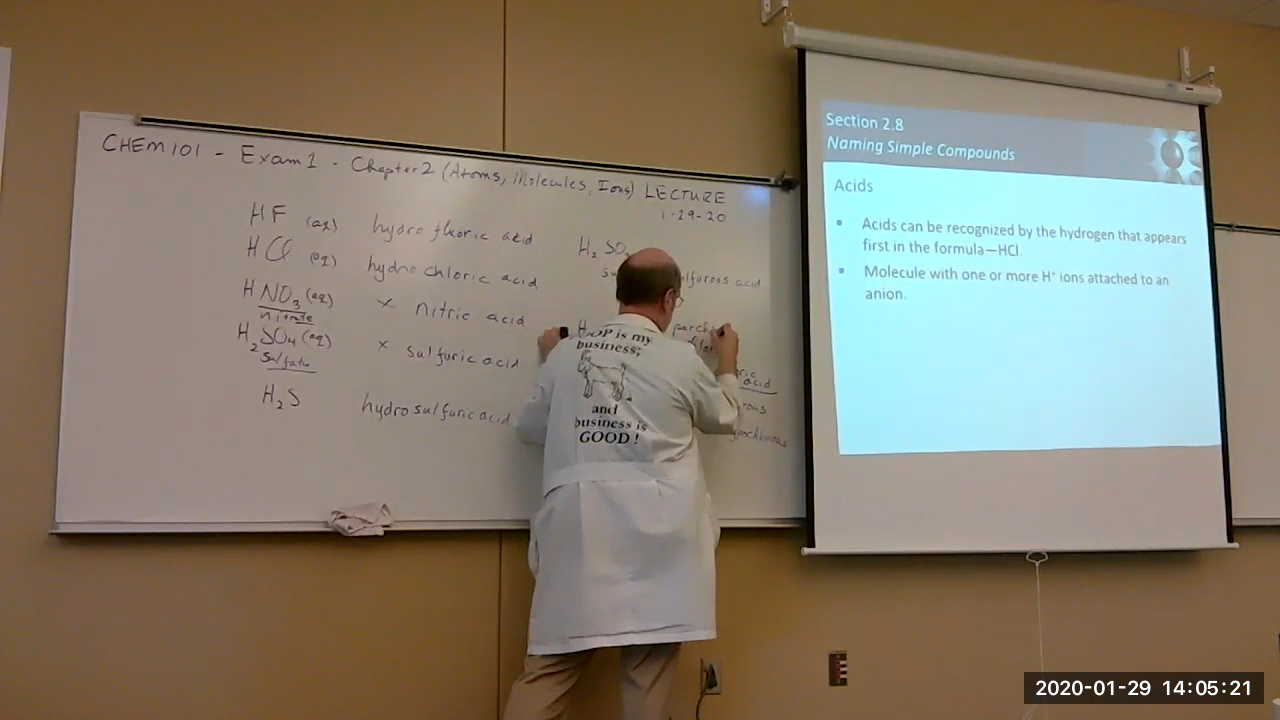 CHEM 101 - Exam 1 - Chapter 2 (Atoms, Molecules, Ions) LECTURE
1-29-20
HF (aq) hydro fluoric acid
HCl (aq) hydrochloric acid
HNO3 (aq) × nitric acid
nitrate
H2SO4 (aq) × sulfuric acid
sulfate
H2S hydrosulfuric acid
H2SO
acid
acid
is my
business;
and
business is
GOOD!
Section 2.8
Naming Simple Compounds
Acids
• Acids can be recognized by the hydrogen that appears
first in the formula—HCl.
• Molecule with one or more H⁺ ions attached to an
anion.
2020-01-29 14:05:21